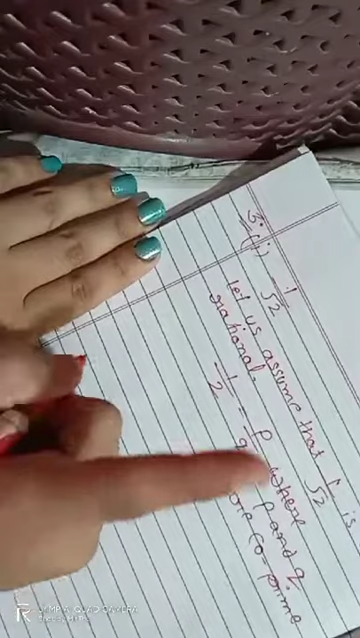 3. (i) 1/√2
let us assume that 1/√2 is
rational.
1/2 = p/q where
p and q
are co-prime